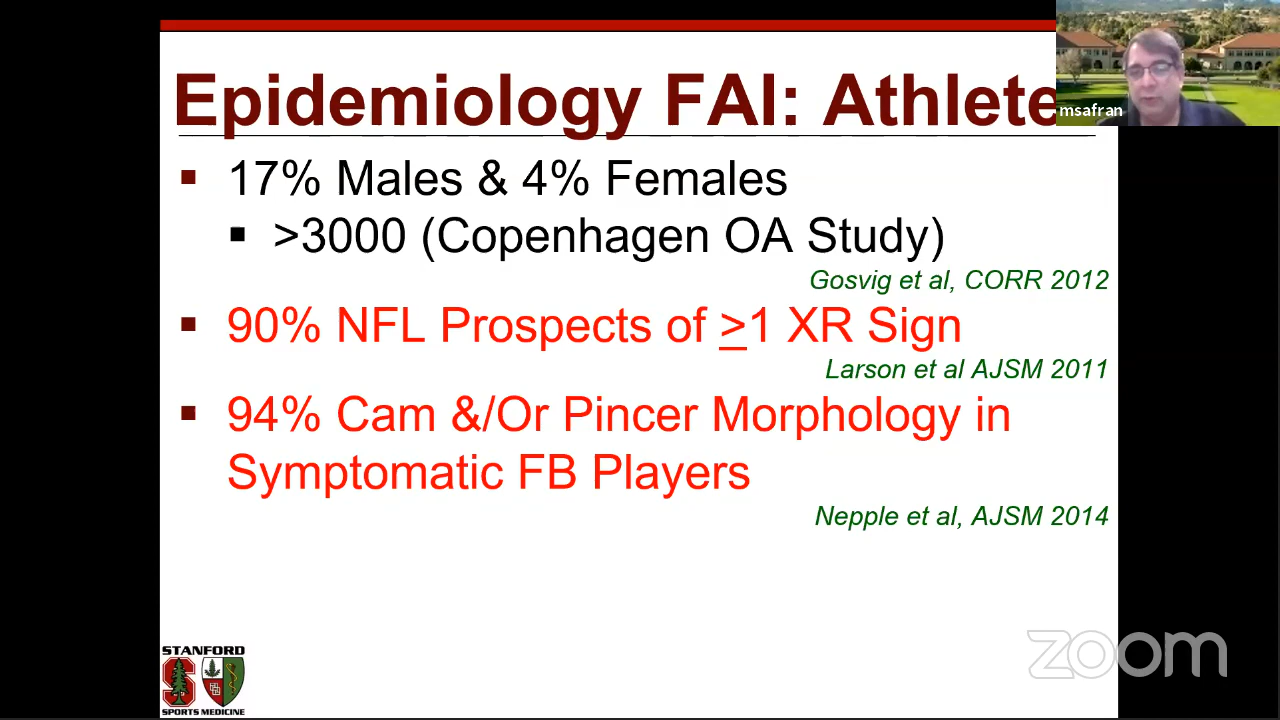 Epidemiology FAI: Athlete
msafran
17% Males & 4% Females
>3000 (Copenhagen OA Study)
Gosvig et al, CORR 2012
90% NFL Prospects of >1 XR Sign
Larson et al AJSM 2011
94% Cam &/Or Pincer Morphology in
Symptomatic FB Players
Nepple et al, AJSM 2014
STANFORD
S
SPORTS MEDICINE
zoom